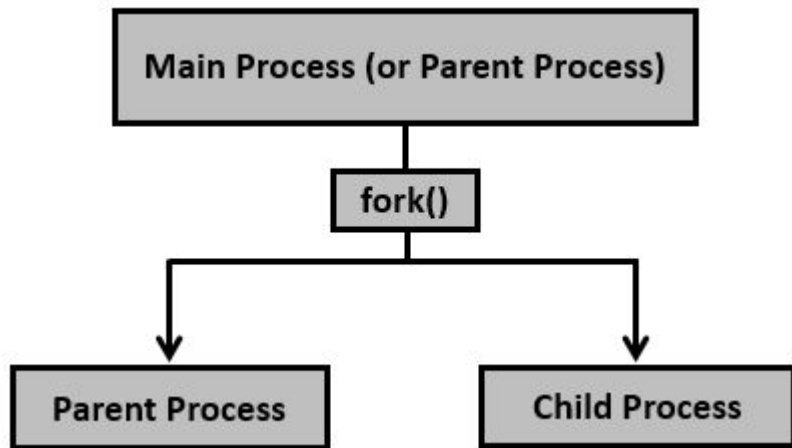 Main Process (or Parent Process)
fork()
Parent Process
Child Process